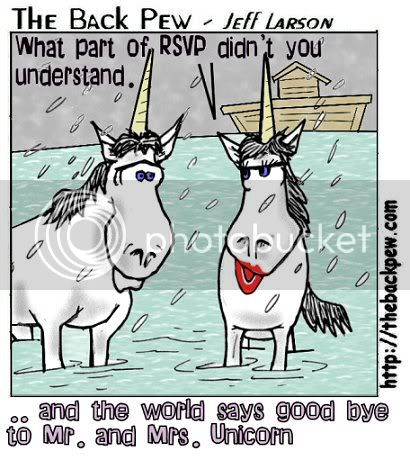 The Back Pew - Jeff Larson
What part of RSVP didn't you
understand.
photobucket
http://thebackpew.com
.. and the world says good bye
to Mr. and Mrs. Unicorn